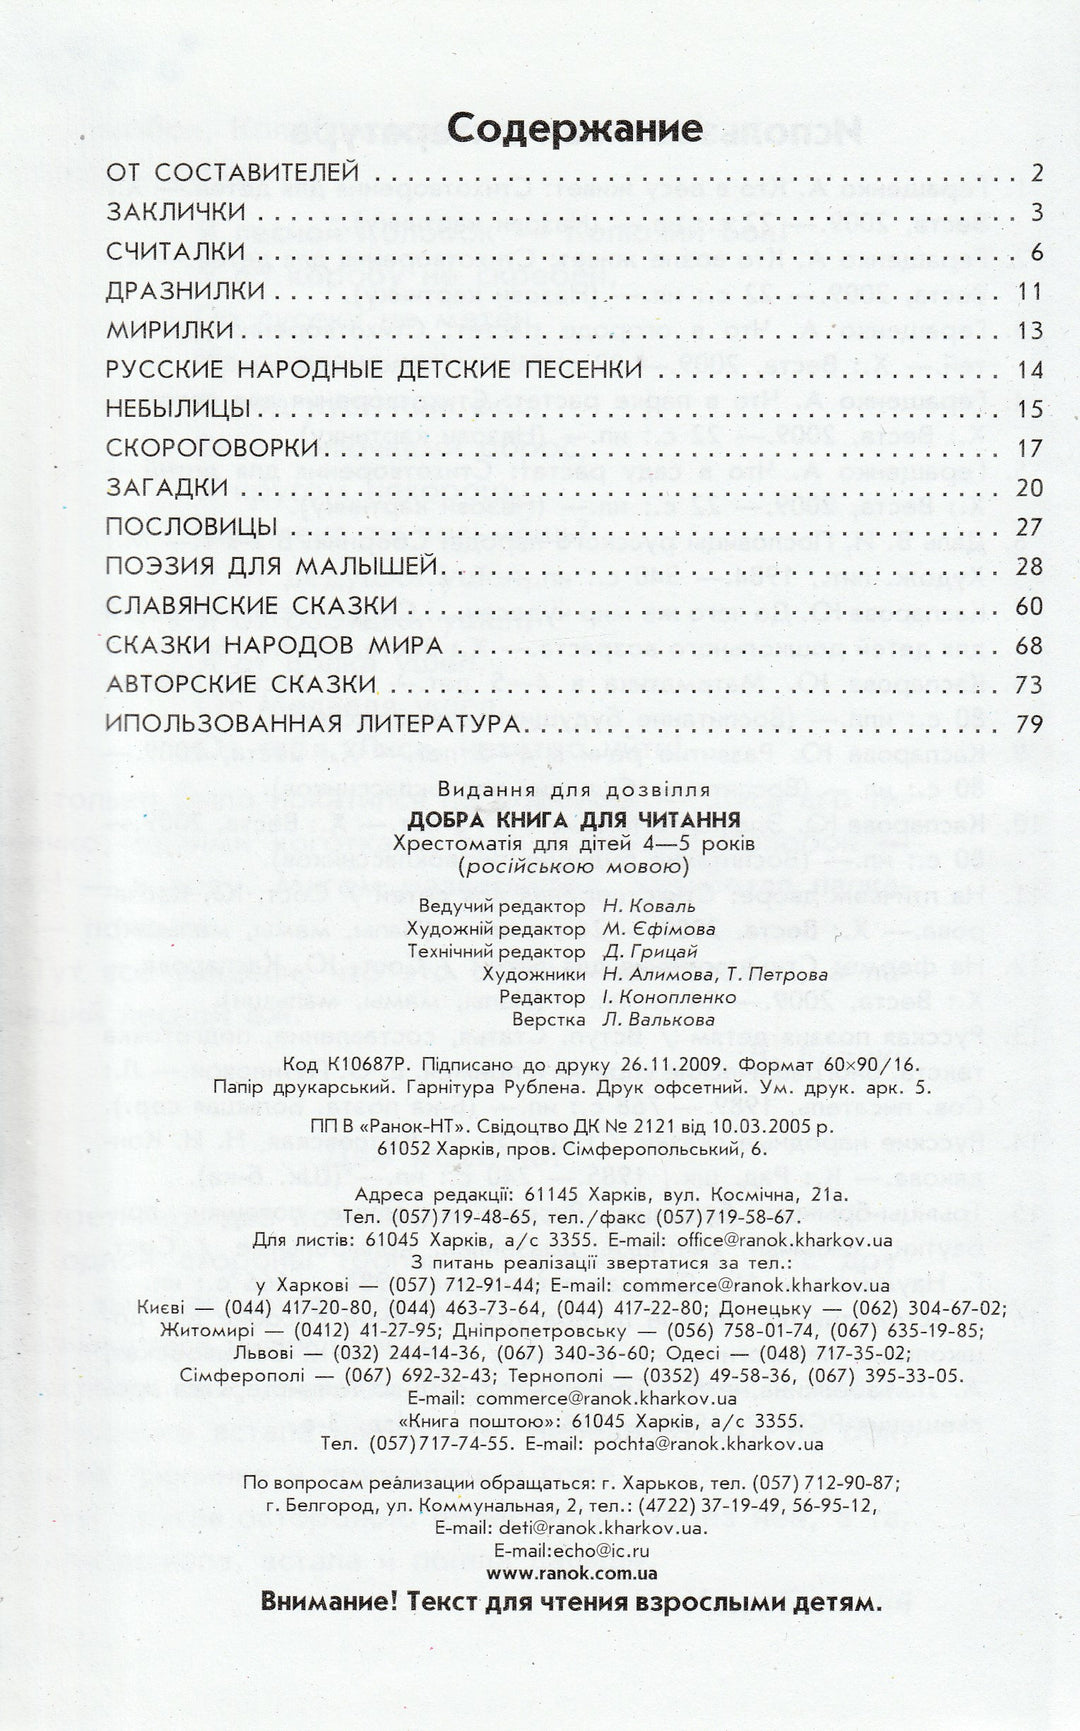 Содержание
ОТ СОСТАВИТЕЛЕЙ . . . . . . . . . . . . . . . . . . . . . . . . . . . . . . . . . . . . . . . 2
ЗАКЛИЧКИ . . . . . . . . . . . . . . . . . . . . . . . . . . . . . . . . . . . . . . . . . . . . . . 3
СЧИТАЛКИ . . . . . . . . . . . . . . . . . . . . . . . . . . . . . . . . . . . . . . . . . . . . . . 6
ДРАЗНИЛКИ . . . . . . . . . . . . . . . . . . . . . . . . . . . . . . . . . . . . . . . . . . . . 11
МИРИЛКИ . . . . . . . . . . . . . . . . . . . . . . . . . . . . . . . . . . . . . . . . . . . . . . 13
РУССКИЕ НАРОДНЫЕ ДЕТСКИЕ ПЕСЕНКИ . . . . . . . . . . . . . . . . . . . . . 14
НЕБЫЛИЦЫ . . . . . . . . . . . . . . . . . . . . . . . . . . . . . . . . . . . . . . . . . . . . . 15
СКОРОГОВОРКИ . . . . . . . . . . . . . . . . . . . . . . . . . . . . . . . . . . . . . . . . . 17
ЗАГАДКИ . . . . . . . . . . . . . . . . . . . . . . . . . . . . . . . . . . . . . . . . . . . . . . 20
ПОСЛОВИЦЫ . . . . . . . . . . . . . . . . . . . . . . . . . . . . . . . . . . . . . . . . . . . 27
ПОЭЗИЯ ДЛЯ МАЛЫШЕЙ . . . . . . . . . . . . . . . . . . . . . . . . . . . . . . . . . . 28
СЛАВЯНСКИЕ СКАЗКИ . . . . . . . . . . . . . . . . . . . . . . . . . . . . . . . . . . . . 60
СКАЗКИ НАРОДОВ МИРА . . . . . . . . . . . . . . . . . . . . . . . . . . . . . . . . . . 68
АВТОРСКИЕ СКАЗКИ . . . . . . . . . . . . . . . . . . . . . . . . . . . . . . . . . . . . . 73
ИПОЛЬЗОВАННАЯ ЛИТЕРАТУРА . . . . . . . . . . . . . . . . . . . . . . . . . . . . . 79
Видання для дозвілля
ДОБРА КНИГА ДЛЯ ЧИТАННЯ
Хрестоматія для дітей 4—5 років
(російською мовою)
Ведучий редактор Н. Коваль
Художній редактор М. Єфімова
Технічний редактор Д. Грицай
Художники Н. Алимова, Т. Петрова
Редактор І. Конопленко
Верстка Л. Валькова
Код К10687Р. Підписано до друку 26.11.2009. Формат 60×90/16.
Папір друкарський. Гарнітура Рублена. Друк офсетний. Ум. друк. арк. 5.
ПП В «Ранок-НТ». Свідоцтво ДК № 2121 від 10.03.2005 р.
61052 Харків, пров. Сімферопольський, 6.
Адреса редакції: 61145 Харків, вул. Космічна, 21а.
Тел. (057)719-48-65, тел./факс (057)719-58-67.
Для листів: 61045 Харків, а/с 3355. E-mail: office@ranok.kharkov.ua
З питань реалізації звертатися за тел.:
у Харкові — (057) 712-91-44; E-mail: commerce@ranok.kharkov.ua
Києві — (044) 417-20-80, (044) 463-73-64, (044) 417-22-80; Донецьку — (062) 304-67-02;
Житомирі — (0412) 41-27-95; Дніпропетровську — (056) 758-01-74, (067) 635-19-85;
Львові — (032) 244-14-36, (067) 340-36-60; Одесі — (048) 717-35-02;
Сімферополі — (067) 692-32-43; Тернополі — (0352) 49-58-36, (067) 395-33-05.
E-mail: commerce@ranok.kharkov.ua
«Книга поштою»: 61045 Харків, а/с 3355.
Тел. (057)717-74-55. E-mail: pochta@ranok.kharkov.ua
По вопросам реализации обращаться: г. Харьков, тел. (057) 712-90-87;
г. Белгород, ул. Коммунальная, 2, тел.: (4722) 37-19-49, 56-95-12,
E-mail: deti@ranok.kharkov.ua.
E-mail:echo@ic.ru
www.ranok.com.ua
Внимание! Текст для чтения взрослыми детям.